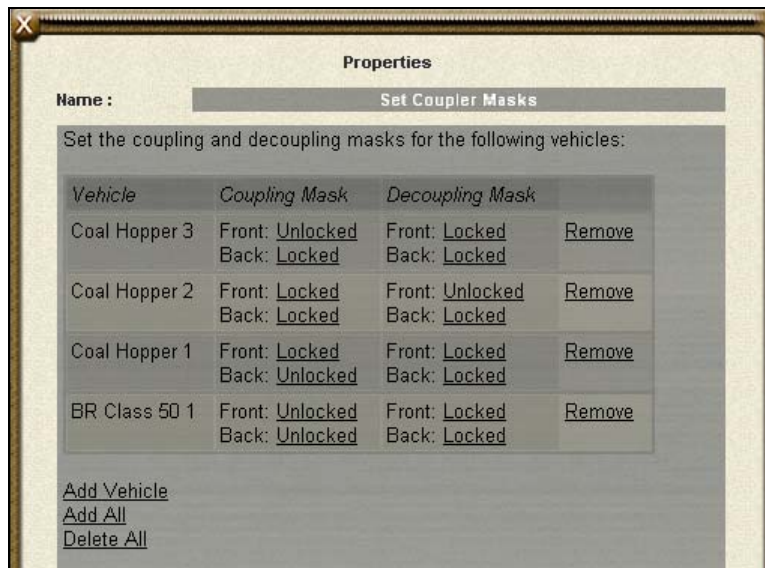 X
Properties
Name : Set Coupler Masks
Set the coupling and decoupling masks for the following vehicles:
Vehicle Coupling Mask Decoupling Mask
Coal Hopper 3 Front: Unlocked Front: Locked Remove
Back: Locked Back: Locked
Coal Hopper 2 Front: Locked Front: Unlocked Remove
Back: Locked Back: Locked
Coal Hopper 1 Front: Locked Front: Locked Remove
Back: Unlocked Back: Locked
BR Class 50 1 Front: Unlocked Front: Locked Remove
Back: Unlocked Back: Locked
Add Vehicle
Add All
Delete All